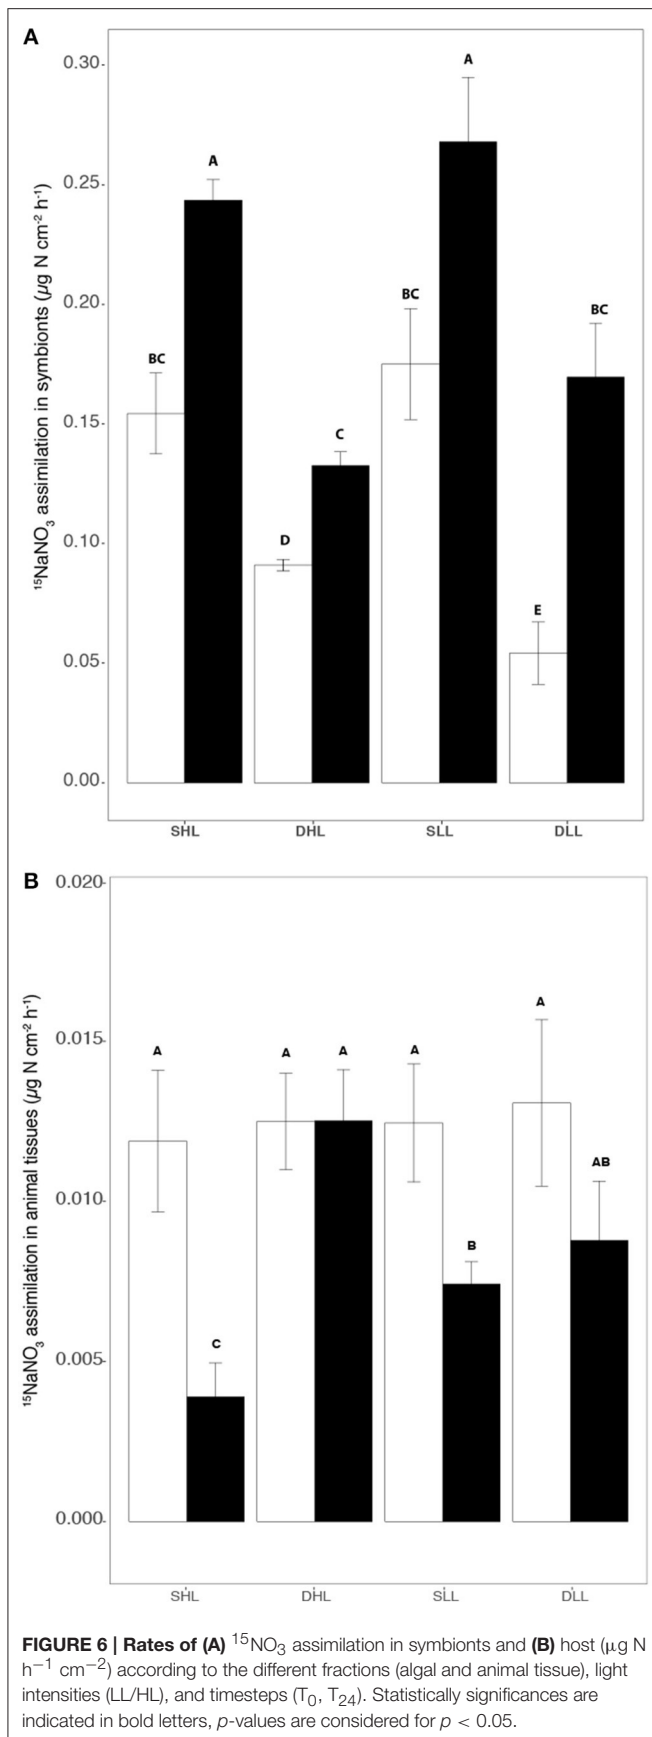 A
0.30
0.25
0.20
0.15
0.10
0.05
0.00
¹⁵NaNO₃ assimilation in symbionts (µg N cm⁻² h⁻¹)
BC
A
D
C
BC
A
E
BC
SHL DHL SLL DLL
B
0.020
0.015
0.010
0.005
0.000
¹⁵NaNO₃ assimilation in animal tissues (µg N cm⁻² h⁻¹)
A
C
A
A
A
B
A
AB
SHL DHL SLL DLL
FIGURE 6 | Rates of (A) ¹⁵NO₃ assimilation in symbionts and (B) host (µg N
h⁻¹ cm⁻²) according to the different fractions (algal and animal tissue), light
intensities (LL/HL), and timesteps (T₀, T₂₄). Statistically significances are
indicated in bold letters, p-values are considered for p < 0.05.